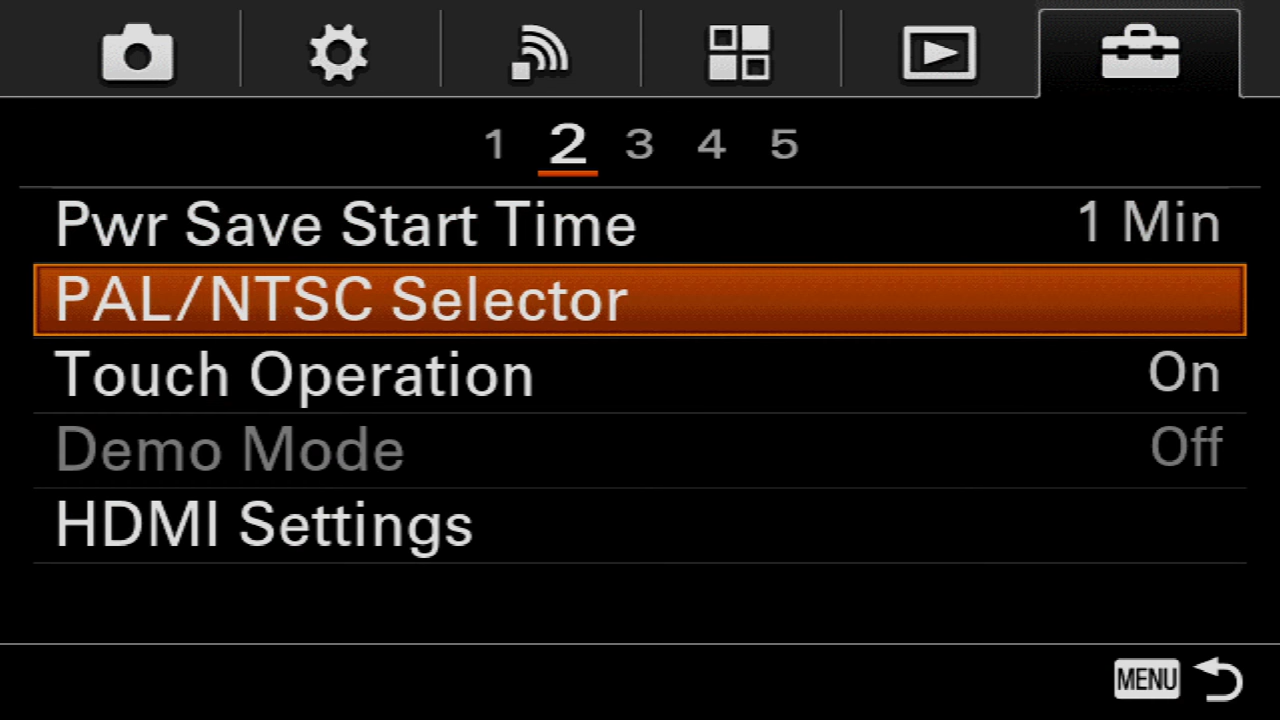 1 2 3 4 5
Pwr Save Start Time 1 Min
PAL/NTSC Selector
Touch Operation On
Demo Mode Off
HDMI Settings
MENU